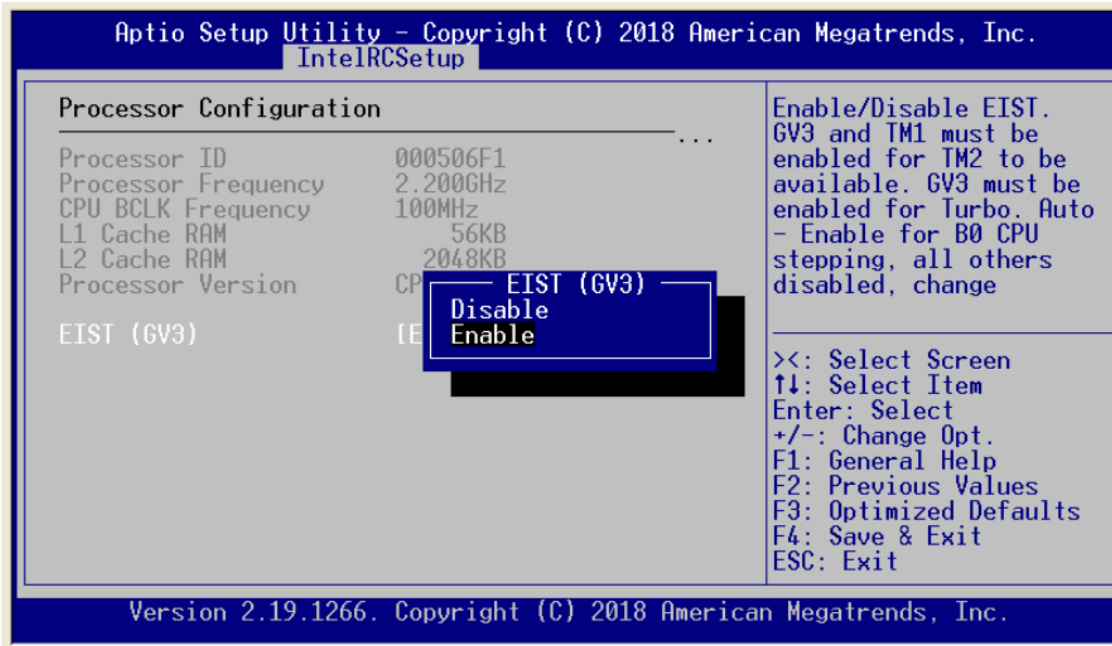 Aptio Setup Utility – Copyright (C) 2018 American Megatrends, Inc.
IntelRCSetup
Processor Configuration
...
Processor ID 000506F1
Processor Frequency 2.200GHz
CPU BCLK Frequency 100MHz
L1 Cache RAM 56KB
L2 Cache RAM 2048KB
Processor Version CP
EIST (GV3) [E
EIST (GV3)
Disable
Enable
Enable/Disable EIST.
GV3 and TM1 must be
enabled for TM2 to be
available. GV3 must be
enabled for Turbo. Auto
- Enable for B0 CPU
stepping, all others
disabled, change
><: Select Screen
↑↓: Select Item
Enter: Select
+/-: Change Opt.
F1: General Help
F2: Previous Values
F3: Optimized Defaults
F4: Save & Exit
ESC: Exit
Version 2.19.1266. Copyright (C) 2018 American Megatrends, Inc.